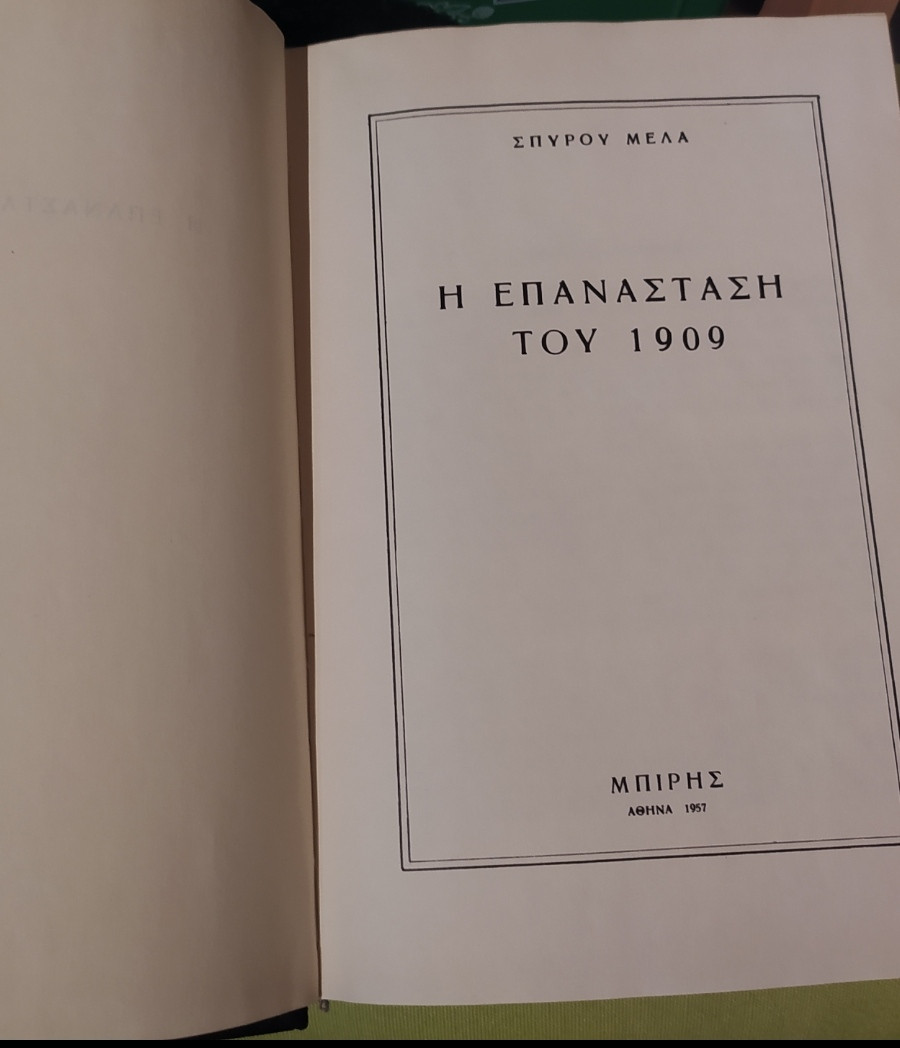 ΣΠΥΡΟΥ ΜΕΛΑ
Η ΕΠΑΝΑΣΤΑΣΗ
ΤΟΥ 1909
ΜΠΙΡΗΣ
ΑΘΗΝΑ 1957